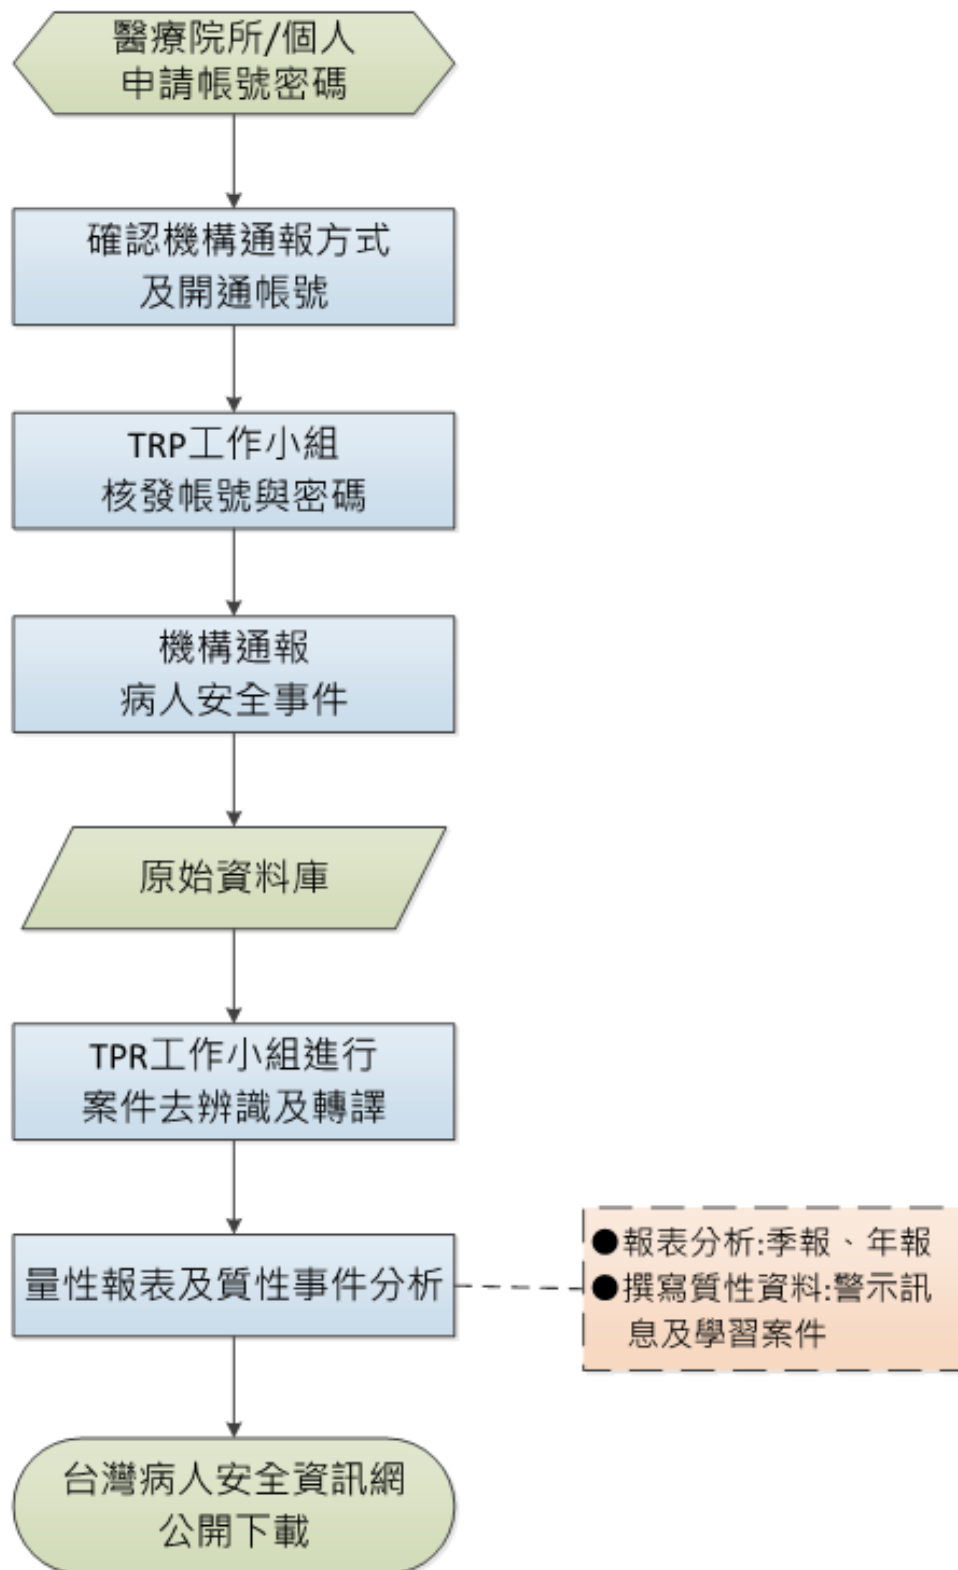 醫療院所/個人
申請帳號密碼
確認機構通報方式
及開通帳號
TRP工作小組
核發帳號與密碼
機構通報
病人安全事件
原始資料庫
TPR工作小組進行
案件去辨識及轉譯
量性報表及質性事件分析
●報表分析:季報、年報
●撰寫質性資料:警示訊
息及學習案件
台灣病人安全資訊網
公開下載